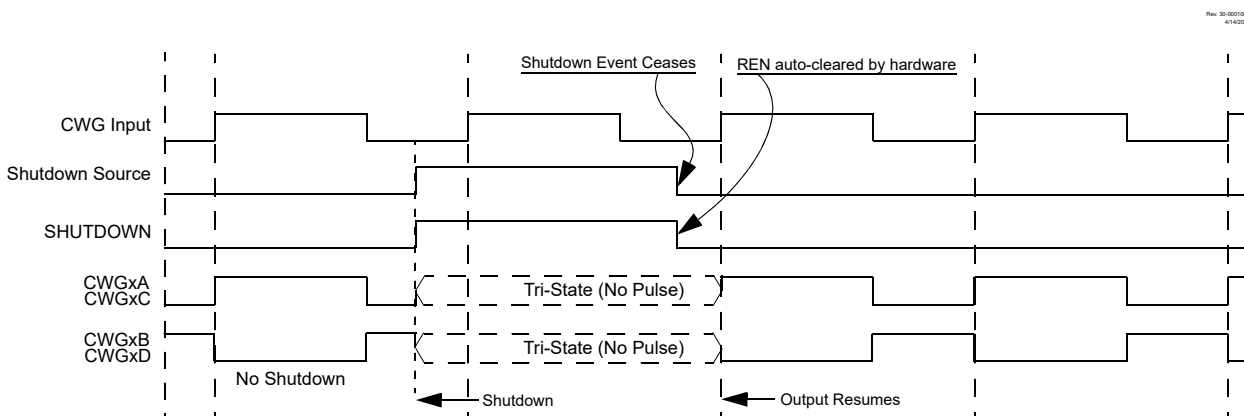 Rev. 30-00010
4/14/20
Shutdown Event Ceases
REN auto-cleared by hardware
CWG Input
Shutdown Source
SHUTDOWN
CWGxA
CWGxC
Tri-State (No Pulse)
CWGxB
CWGxD
Tri-State (No Pulse)
No Shutdown
Shutdown
Output Resumes